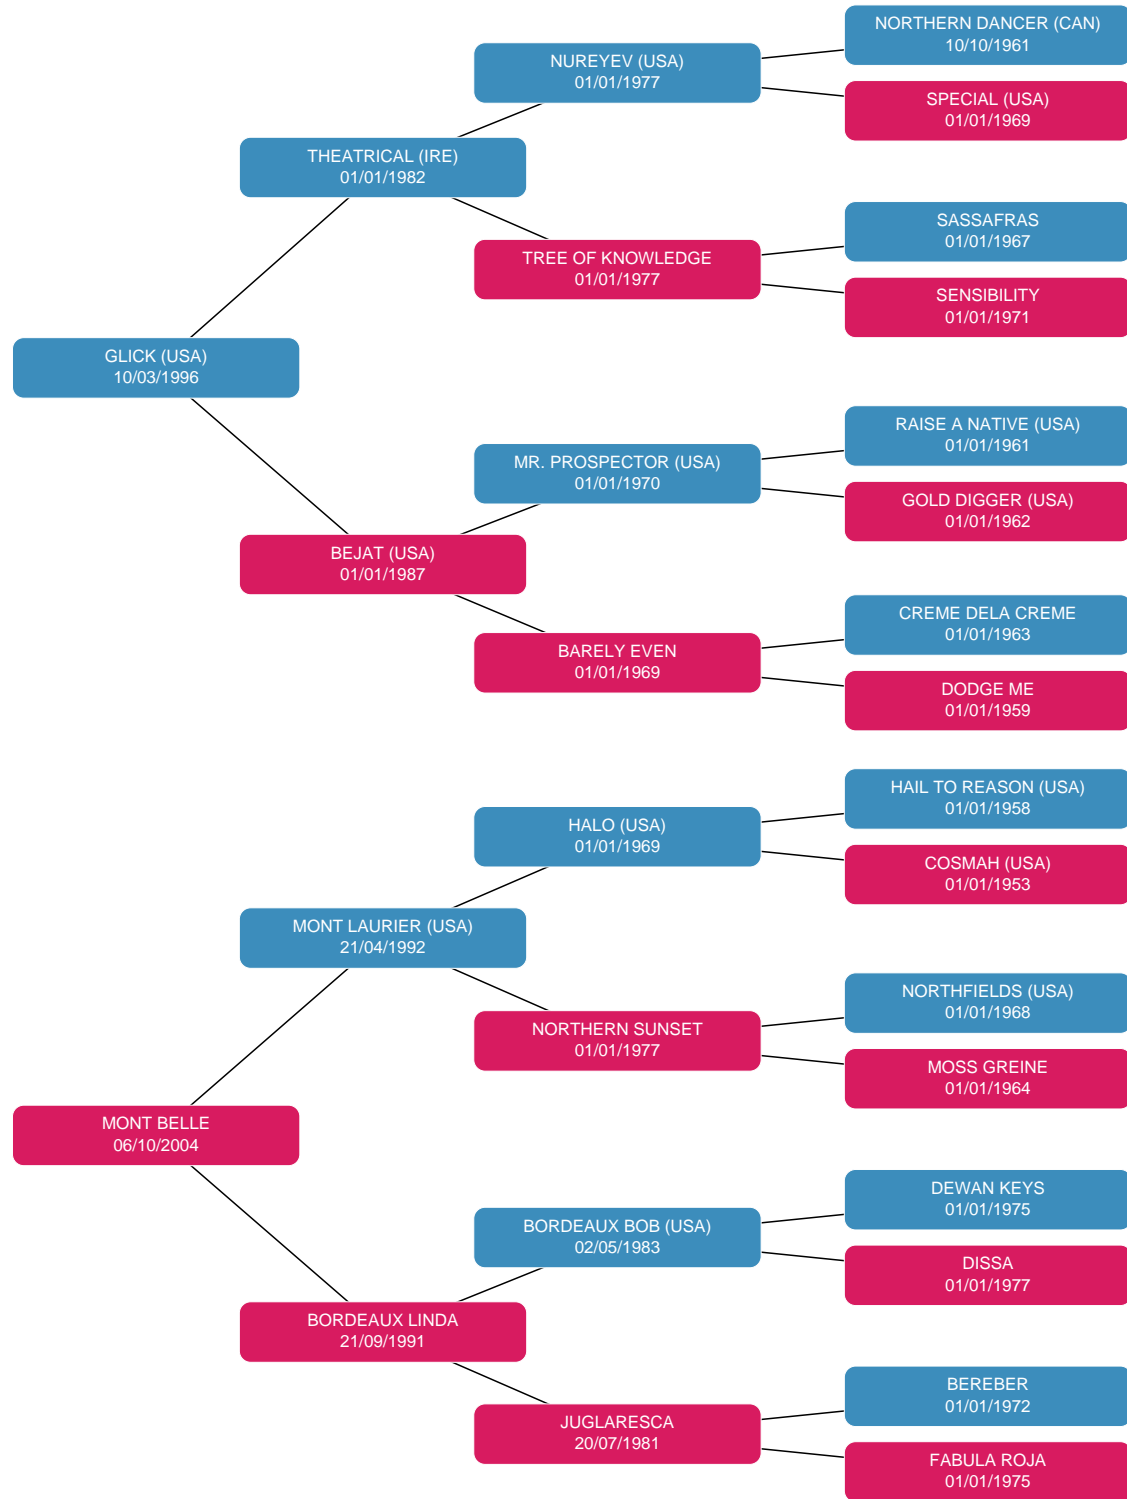 NORTHERN DANCER (CAN)
10/10/1961
NUREYEV (USA)
01/01/1977
SPECIAL (USA)
01/01/1969
THEATRICAL (IRE)
01/01/1982
SASSAFRAS
01/01/1967
TREE OF KNOWLEDGE
01/01/1977
SENSIBILITY
01/01/1971
GLICK (USA)
10/03/1996
RAISE A NATIVE (USA)
01/01/1961
MR. PROSPECTOR (USA)
01/01/1970
GOLD DIGGER (USA)
01/01/1962
BEJAT (USA)
01/01/1987
CREME DELA CREME
01/01/1963
BARELY EVEN
01/01/1969
DODGE ME
01/01/1959
HAIL TO REASON (USA)
01/01/1958
HALO (USA)
01/01/1969
COSMAH (USA)
01/01/1953
MONT LAURIER (USA)
21/04/1992
NORTHFIELDS (USA)
01/01/1968
NORTHERN SUNSET
01/01/1977
MOSS GREINE
01/01/1964
MONT BELLE
06/10/2004
DEWAN KEYS
01/01/1975
BORDEAUX BOB (USA)
02/05/1983
DISSA
01/01/1977
BORDEAUX LINDA
21/09/1991
BEREBER
01/01/1972
JUGLARESCA
20/07/1981
FABULA ROJA
01/01/1975